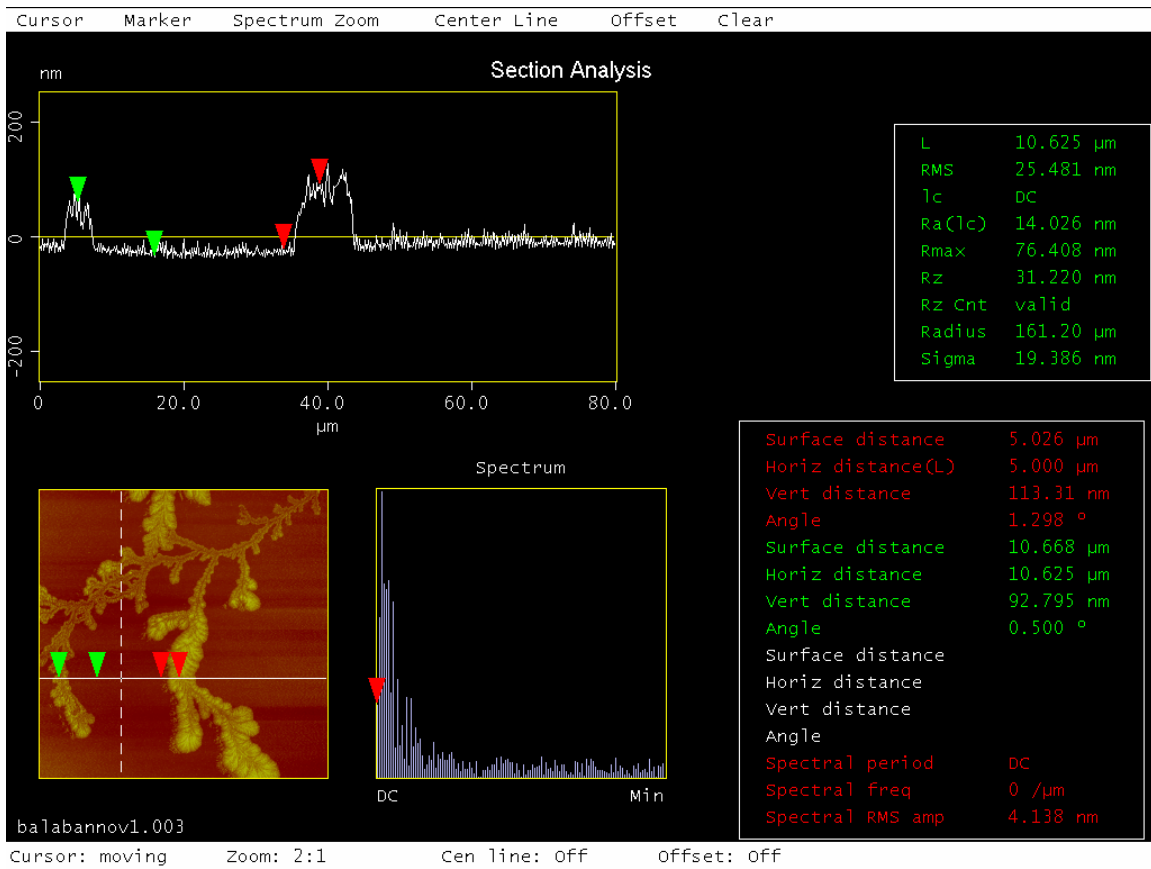 Cursor Marker Spectrum Zoom Center Line Offset Clear
nm
Section Analysis
200
0
-200
0 20.0 40.0 60.0 80.0
µm
L 10.625 µm
RMS 25.481 nm
lc DC
Ra(lc) 14.026 nm
Rmax 76.408 nm
Rz 31.220 nm
Rz Cnt valid
Radius 161.20 µm
Sigma 19.386 nm
Spectrum
DC Min
Surface distance 5.026 µm
Horiz distance(L) 5.000 µm
Vert distance 113.31 nm
Angle 1.298 °
Surface distance 10.668 µm
Horiz distance 10.625 µm
Vert distance 92.795 nm
Angle 0.500 °
Surface distance
Horiz distance
Vert distance
Angle
Spectral period DC
Spectral freq 0 /µm
Spectral RMS amp 4.138 nm
balabannov1.003
Cursor: moving Zoom: 2:1 Cen line: Off Offset: Off